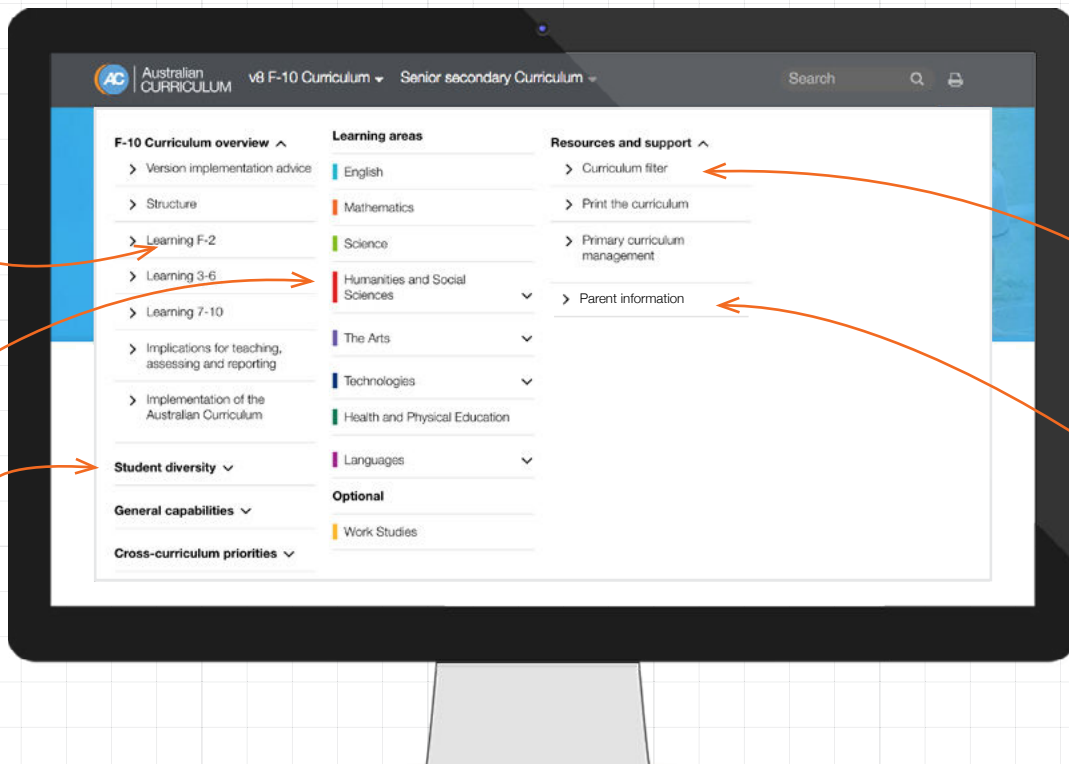 AC
Australian
CURRICULUM
v8 F-10 Curriculum
Senior secondary Curriculum
Search
F-10 Curriculum overview
Version implementation advice
Structure
Learning F-2
Learning 3-6
Learning 7-10
Implications for teaching,
assessing and reporting
Implementation of the
Australian Curriculum
Student diversity
General capabilities
Cross-curriculum priorities
Learning areas
English
Mathematics
Science
Humanities and Social
Sciences
The Arts
Technologies
Health and Physical Education
Languages
Optional
Work Studies
Resources and support
Curriculum filter
Print the curriculum
Primary curriculum
management
Parent information